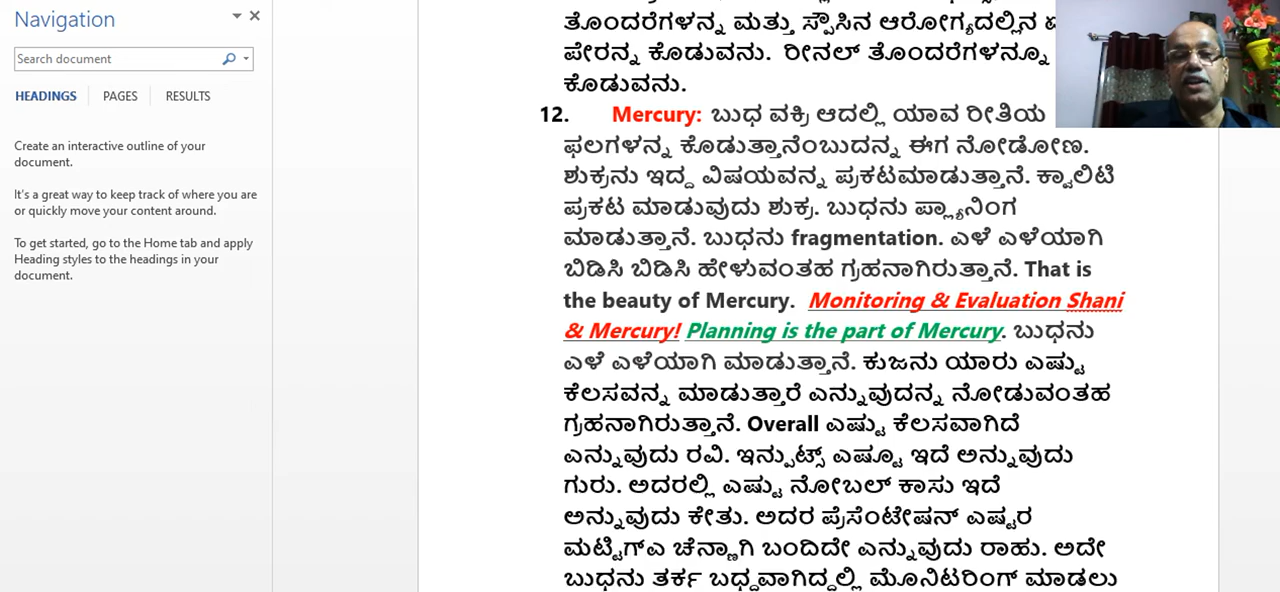 Navigation
Search document
HEADINGS PAGES RESULTS
Create an interactive outline of your
document.
It's a great way to keep track of where you are
or quickly move your content around.
To get started, go to the Home tab and apply
Heading styles to the headings in your
document.
ತೊಂದರೆಗಳನ್ನ ಮತ್ತು ಸ್ಪೌಸಿನ ಆರೋಗ್ಯದಲ್ಲಿನ
ಪೇರನ್ನ ಕೊಡುವನು. ರೀನಲ್ ತೊಂದರೆಗಳನ್ನೂ
ಕೊಡುವನು.
12. Mercury: ಬುಧ ವಕ್ರಿ ಆದಲ್ಲಿ ಯಾವ ರೀತಿಯ
ಫಲಗಳನ್ನ ಕೊಡುತ್ತಾನೆಂಬುದನ್ನ ಈಗ ನೋಡೋಣ.
ಶುಕ್ರನು ಇದ್ದ ವಿಷಯವನ್ನ ಪ್ರಕಟಮಾಡುತ್ತಾನೆ. ಕ್ವಾಲಿಟಿ
ಪ್ರಕಟ ಮಾಡುವುದು ಶುಕ್ರ. ಬುಧನು ಪ್ಲ್ಯಾನಿಂಗ
ಮಾಡುತ್ತಾನೆ. ಬುಧನು fragmentation. ಎಳೆ ಎಳೆಯಾಗಿ
ಬಿಡಿಸಿ ಬಿಡಿಸಿ ಹೇಳುವಂತಹ ಗ್ರಹನಾಗಿರುತ್ತಾನೆ. That is
the beauty of Mercury. Monitoring & Evaluation Shani
& Mercury! Planning is the part of Mercury. ಬುಧನು
ಎಳೆ ಎಳೆಯಾಗಿ ಮಾಡುತ್ತಾನೆ. ಕುಜನು ಯಾರು ಎಷ್ಟು
ಕೆಲಸವನ್ನ ಮಾಡುತ್ತಾರೆ ಎನ್ನುವುದನ್ನ ನೋಡುವಂತಹ
ಗ್ರಹನಾಗಿರುತ್ತಾನೆ. Overall ಎಷ್ಟು ಕೆಲಸವಾಗಿದೆ
ಎನ್ನುವುದು ರವಿ. ಇನ್ಪುಟ್ಸ್ ಎಷ್ಟೂ ಇದೆ ಅನ್ನುವುದು
ಗುರು. ಅದರಲ್ಲಿ ಎಷ್ಟು ನೋಬಲ್ ಕಾಸು ಇದೆ
ಅನ್ನುವುದು ಕೇತು. ಅದರ ಪ್ರೆಸೆಂಟೇಷನ್ ಎಷ್ಟರ
ಮಟ್ಟಿಗ್ಎ ಚೆನ್ಣಾಗಿ ಬಂದಿದೇ ಎನ್ನುವುದು ರಾಹು. ಅದೇ
ಬುಧನು ತರ್ಕ ಬಧ್ದವಾಗಿದ್ದಲ್ಲಿ ಮೊನಿಟರಿಂಗ್ ಮಾಡಲು